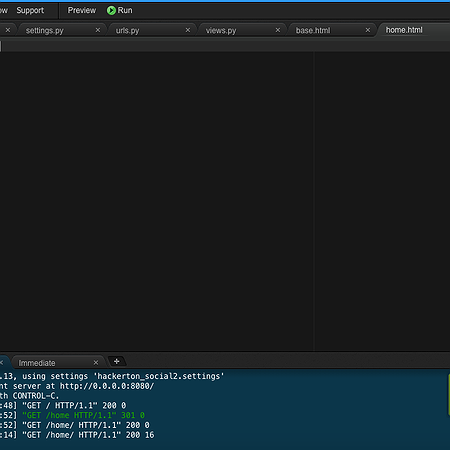 ow Support Preview Run
settings.py urls.py views.py base.html home.html
Immediate
.13, using settings 'hackerton_social2.settings'
nt server at http://0.0.0.0:8080/
th CONTROL-C.
:48] "GET / HTTP/1.1" 200 0
:52] "GET /home HTTP/1.1" 301 0
:52] "GET /home/ HTTP/1.1" 200 0
:14] "GET /home/ HTTP/1.1" 200 16